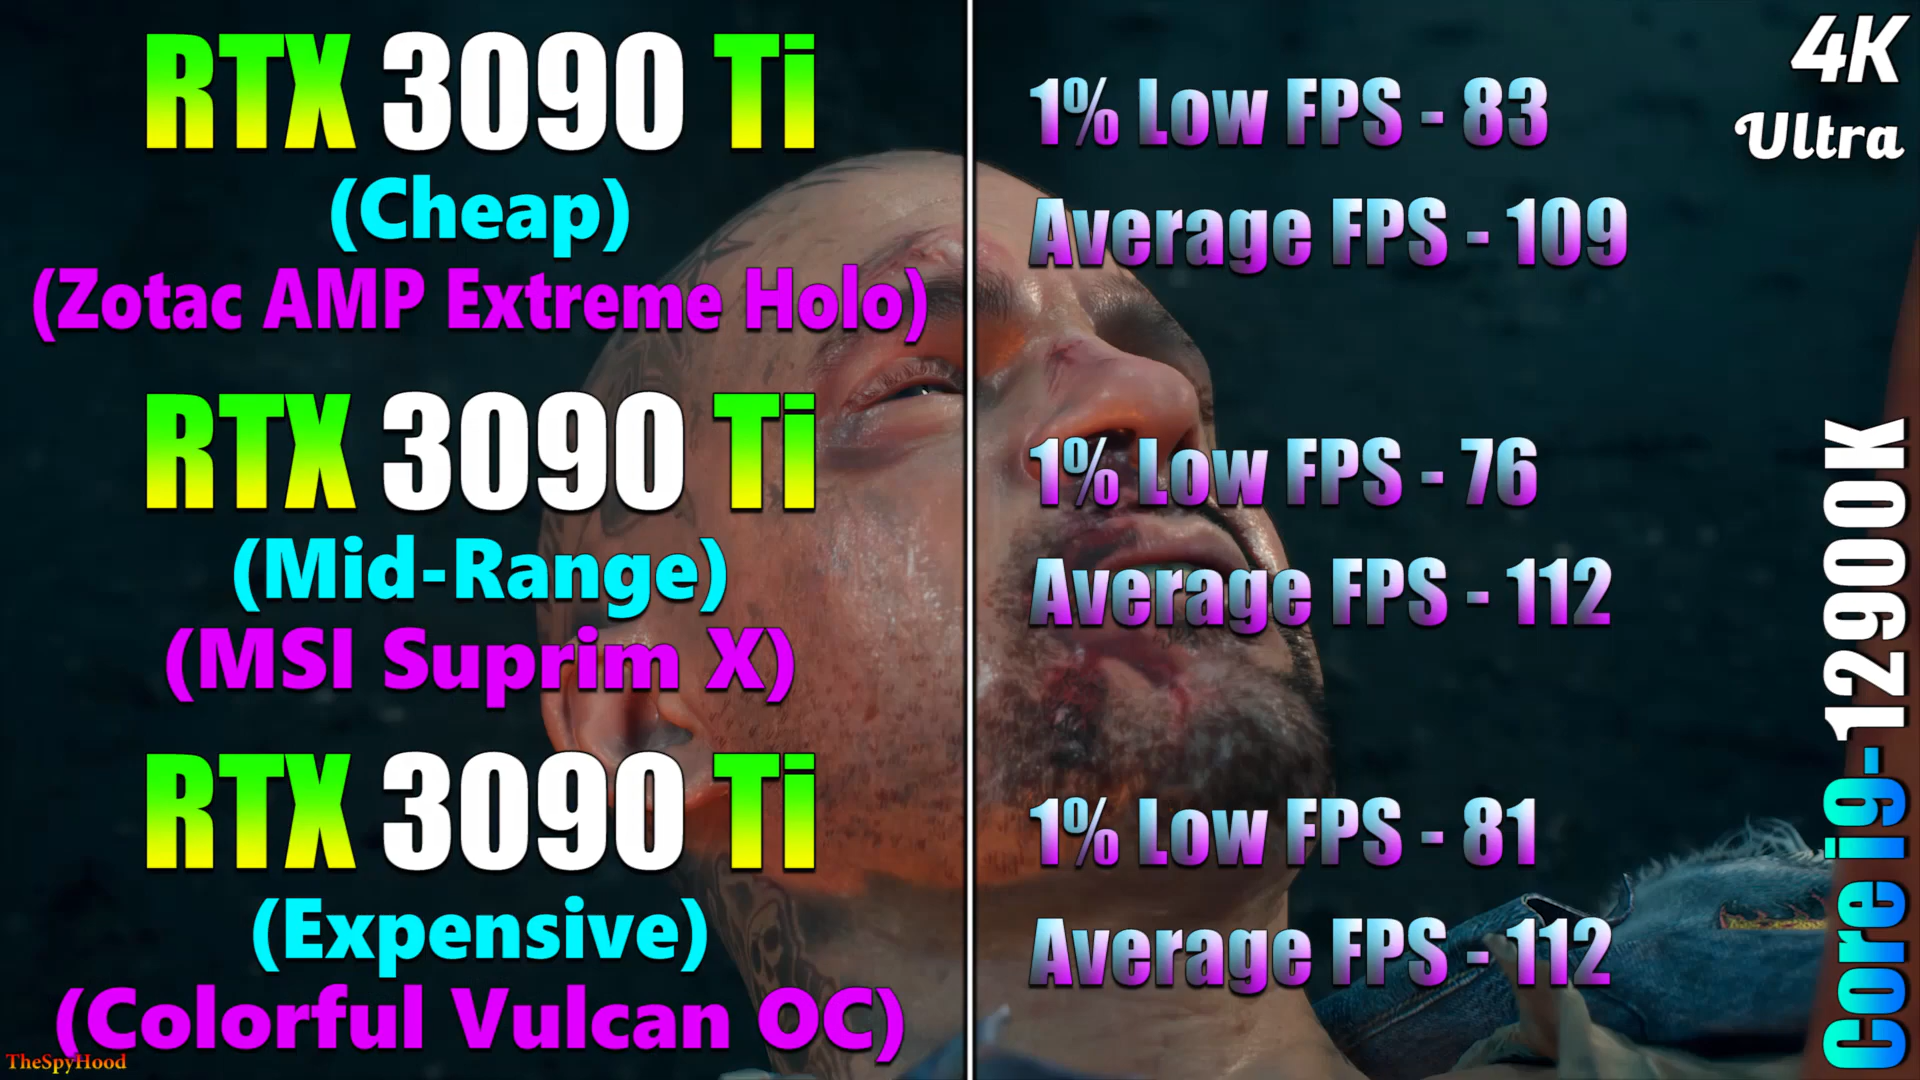 RTX 3090 Ti
(Cheap)
(Zotac AMP Extreme Holo)
1% Low FPS - 83
Average FPS - 109
RTX 3090 Ti
(Mid-Range)
(MSI Suprim X)
1% Low FPS - 76
Average FPS - 112
RTX 3090 Ti
(Expensive)
(Colorful Vulcan OC)
1% Low FPS - 81
Average FPS - 112
4K
Ultra
Core i9-12900K
TheSpyHood